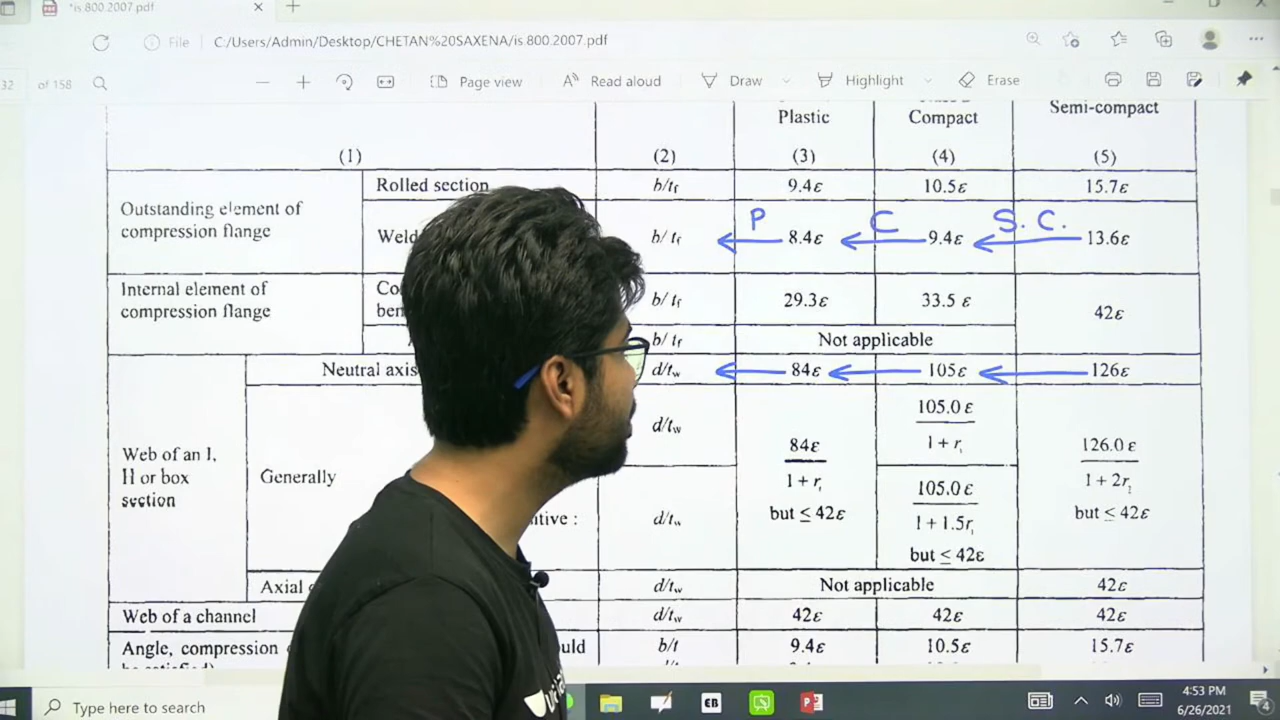 *is.800.2007.pdf
File C:/Users/Admin/Desktop/CHETAN%20SAXENA/is.800.2007.pdf
32 of 158 Page view Read aloud Draw Highlight Erase
Plastic Compact Semi-compact
(1) (2) (3) (4) (5)
Outstanding element of compression flange
Rolled section b/tf 9.4ε 10.5ε 15.7ε
P C S.C.
b/tf 8.4ε 9.4ε 13.6ε
Internal element of compression flange
b/tf 29.3ε 33.5 ε 42ε
b/tf Not applicable
Web of an I, H or box section
Neutral axis d/tw 84ε 105ε 126ε
Generally
d/tw 84ε / 1 + r1 but ≤ 42ε 105.0 ε / 1 + r1 126.0 ε / 1 + 2r2 but ≤ 42ε
d/tw 105.0 ε / 1 + 1.5r1 but ≤ 42ε
Axial d/tw Not applicable 42ε
Web of a channel d/tw 42ε 42ε 42ε
Angle, compression b/t 9.4ε 10.5ε 15.7ε
Type here to search
EB
4:53 PM
6/26/2021
4